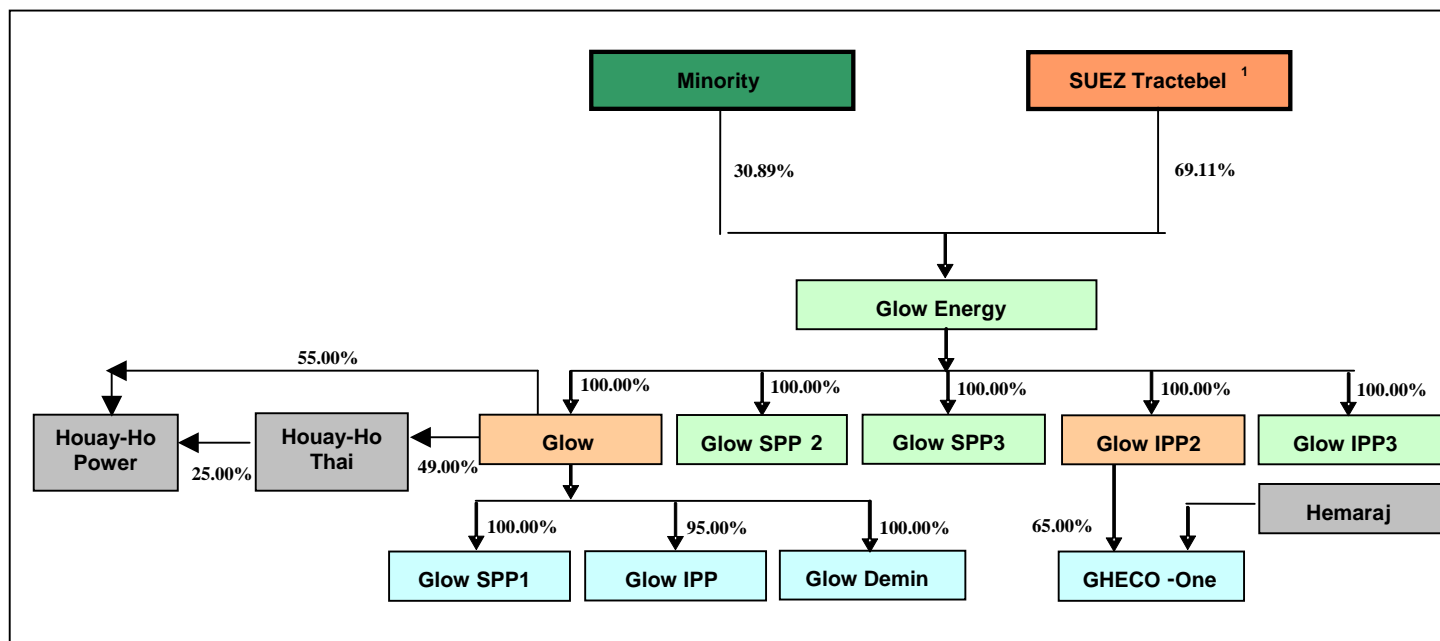 Minority
SUEZ Tractebel 1
30.89%
69.11%
Glow Energy
55.00%
100.00%
100.00%
100.00%
100.00%
100.00%
Houay-Ho
Power
25.00%
Houay-Ho
Thai
49.00%
Glow
Glow SPP 2
Glow SPP3
Glow IPP2
Glow IPP3
100.00%
95.00%
100.00%
65.00%
Hemaraj
Glow SPP1
Glow IPP
Glow Demin
GHECO -One